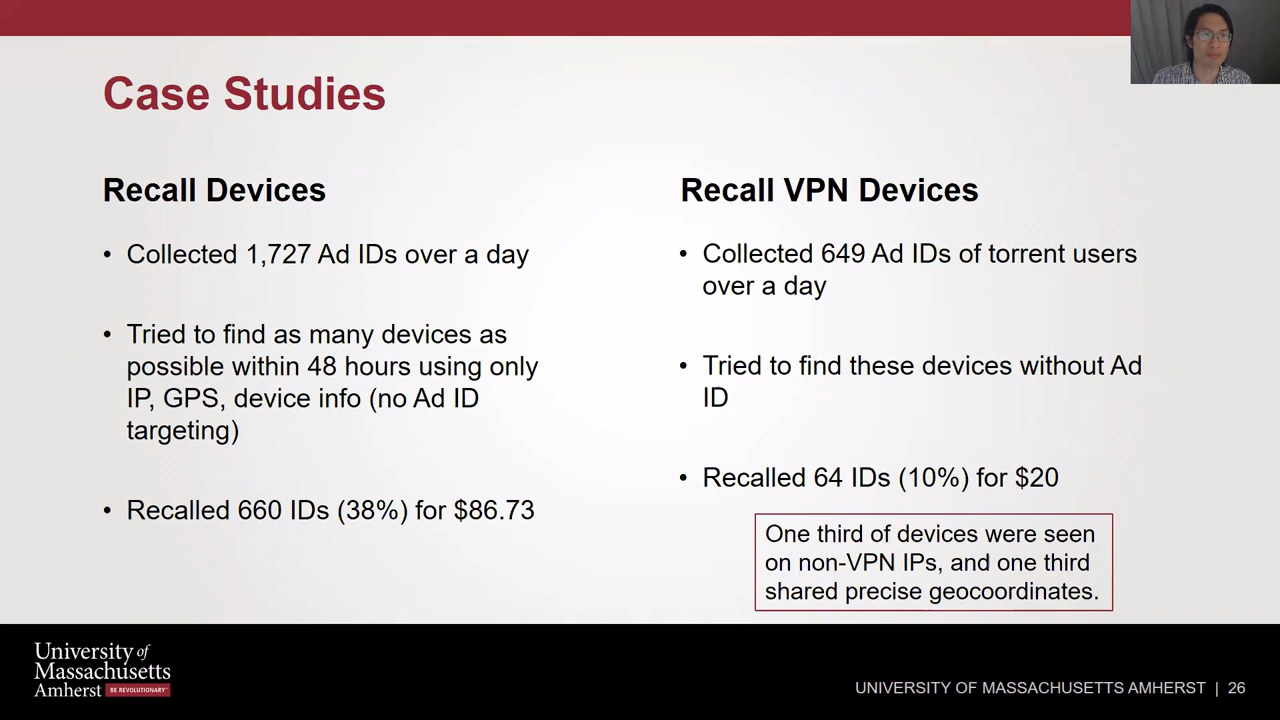 Case Studies
Recall Devices
• Collected 1,727 Ad IDs over a day
• Tried to find as many devices as
possible within 48 hours using only
IP, GPS, device info (no Ad ID
targeting)
• Recalled 660 IDs (38%) for $86.73
Recall VPN Devices
• Collected 649 Ad IDs of torrent users
over a day
• Tried to find these devices without Ad
ID
• Recalled 64 IDs (10%) for $20
One third of devices were seen
on non-VPN IPs, and one third
shared precise geocoordinates.
University of
Massachusetts
Amherst BE REVOLUTIONARY™
UNIVERSITY OF MASSACHUSETTS AMHERST | 26